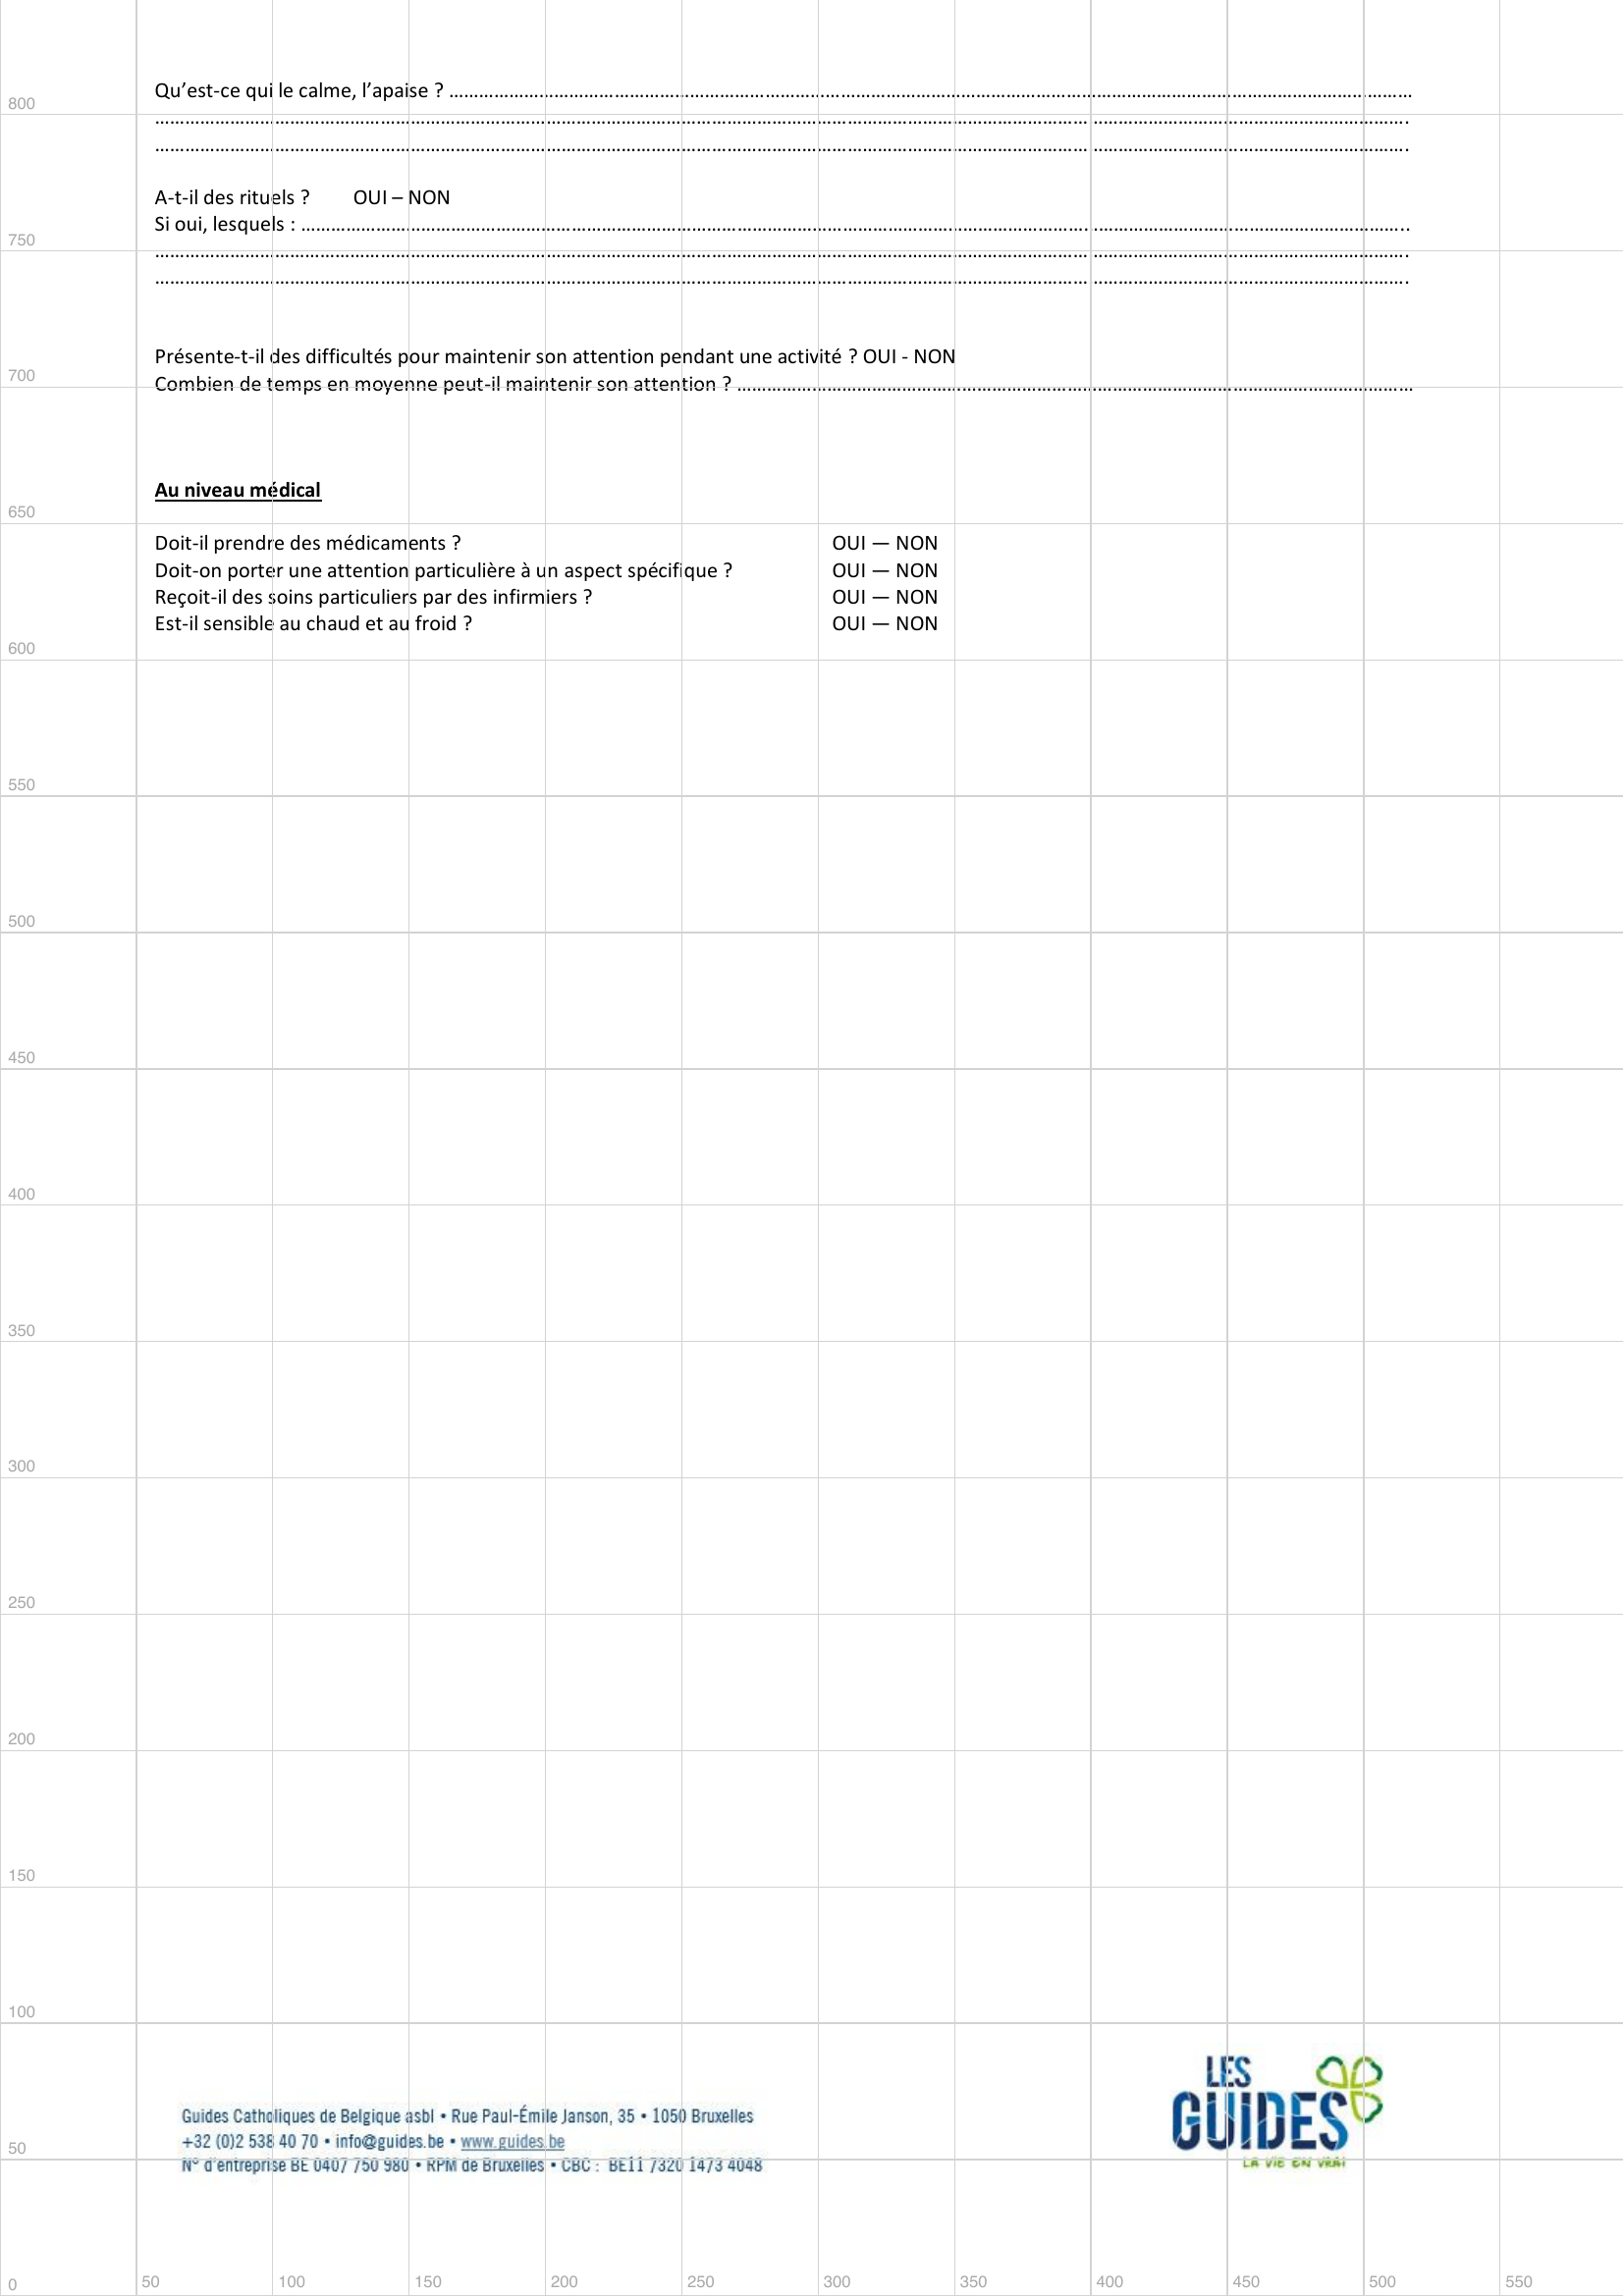 Qu’est-ce qui le calme, l’apaise ? ................................................................
................................................................
................................................................
A-t-il des rituels ? OUI – NON
Si oui, lesquels : ................................................................
................................................................
................................................................
Présente-t-il des difficultés pour maintenir son attention pendant une activité ? OUI - NON
Combien de temps en moyenne peut-il maintenir son attention ? ................................................................
Au niveau médical
Doit-il prendre des médicaments ? OUI — NON
Doit-on porter une attention particulière à un aspect spécifique ? OUI — NON
Reçoit-il des soins particuliers par des infirmiers ? OUI — NON
Est-il sensible au chaud et au froid ? OUI — NON
800
750
700
650
600
550
500
450
400
350
300
250
200
150
100
50
0
Guides Catholiques de Belgique asbl • Rue Paul-Émile Janson, 35 • 1050 Bruxelles
+32 (0)2 538 40 70 • info@guides.be • www.guides.be
N° d'entreprise BE 0407 750 980 • RPM de Bruxelles • CBC : BE11 7320 1473 4048
LES
GUIDES
LA VIE EN VRAI
50 100 150 200 250 300 350 400 450 500 550